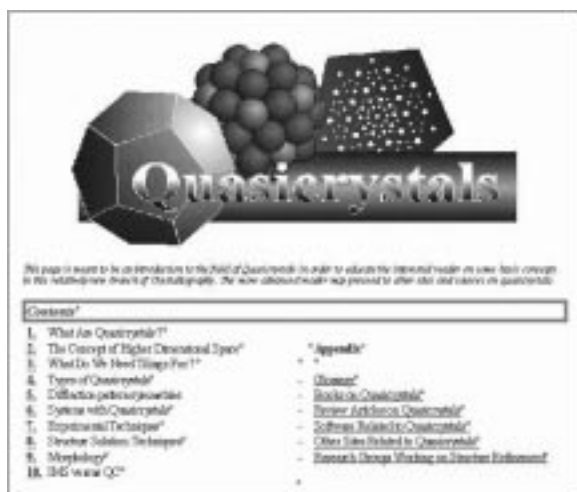 Quasicrystals
This page is meant to be an introduction to the field of Quasicrystals in order to educate the interested reader on some basic concepts
in this relatively new branch of Crystallography. The more advanced reader may proceed to other sites and sources on quasicrystals.
Contents"
1. What Are Quasicrystals?"
2. The Concept of Higher Dimensional Space"
3. What Do We Need Tilings For?"
4. Types of Quasicrystals"
5. Diffraction pattern symmetries
6. Systems with Quasicrystals"
7. Experimental Techniques"
8. Structure Solution Techniques"
9. Morphology"
10. IMS versus QC"
"Appendix"
- Glossary"
- Books on Quasicrystals"
- Review Articles on Quasicrystals"
- Software Related to Quasicrystals"
- Other Sites Related to Quasicrystals"
- Research Groups Working on Structure Refinement"